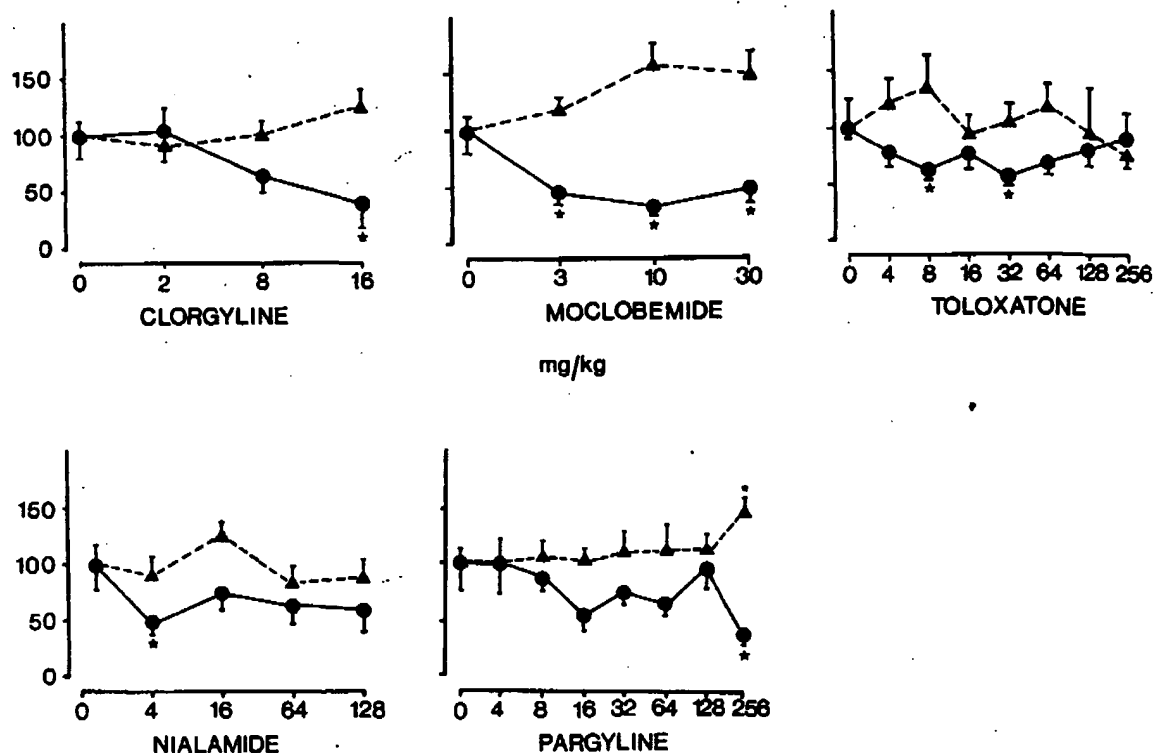 150
100
50
0
0 2 8 16
CLORGYLINE
0 3 10 30
MOCLOBEMIDE
0 4 8 16 32 64 128 256
TOLOXATONE
mg/kg
150
100
50
0
0 4 16 64 128
NIALAMIDE
0 4 8 16 32 64 128 256
PARGYLINE